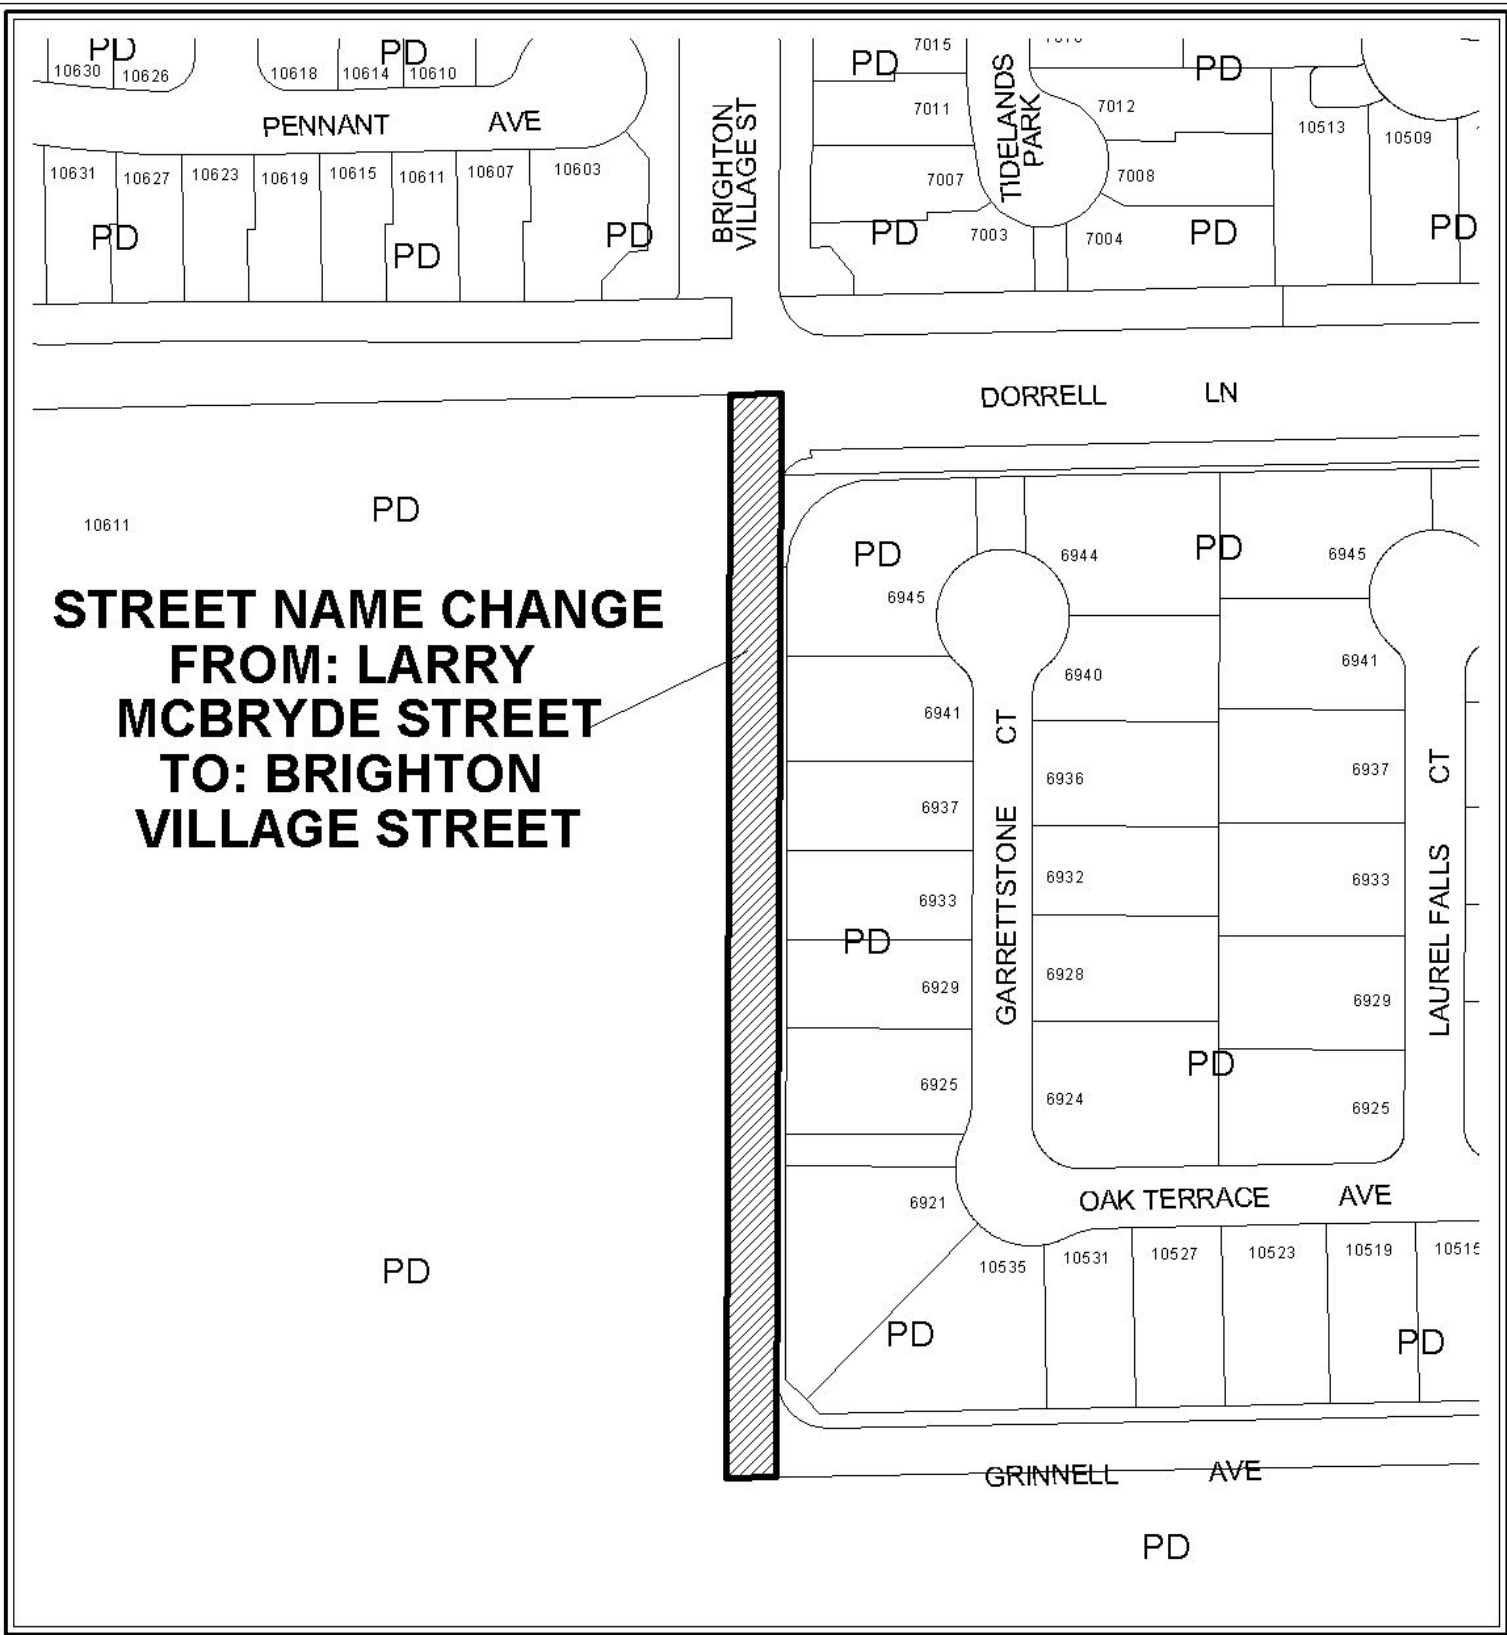 PD
PD
10630
10626
10618
10614
10610
PENNANT AVE
10631
10627
10623
10619
10615
10611
10607
10603
PD
PD
PD
BRIGHTON
VILLAGE ST
PD
7015
TIDELANDS
PARK
PD
7011
7012
10513
10509
7007
7008
PD
7003
7004
PD
PD
DORRELL LN
10611
PD
STREET NAME CHANGE
FROM: LARRY
MCBRYDE STREET
TO: BRIGHTON
VILLAGE STREET
PD
PD
6944
PD
6945
6945
6940
6941
6941
GARRETTSTONE CT
6936
6937
LAUREL FALLS CT
6937
6932
6933
6933
PD
6928
6929
6929
PD
6925
6924
6925
6921
OAK TERRACE AVE
10535
10531
10527
10523
10519
10515
PD
PD
GRINNELL AVE
PD